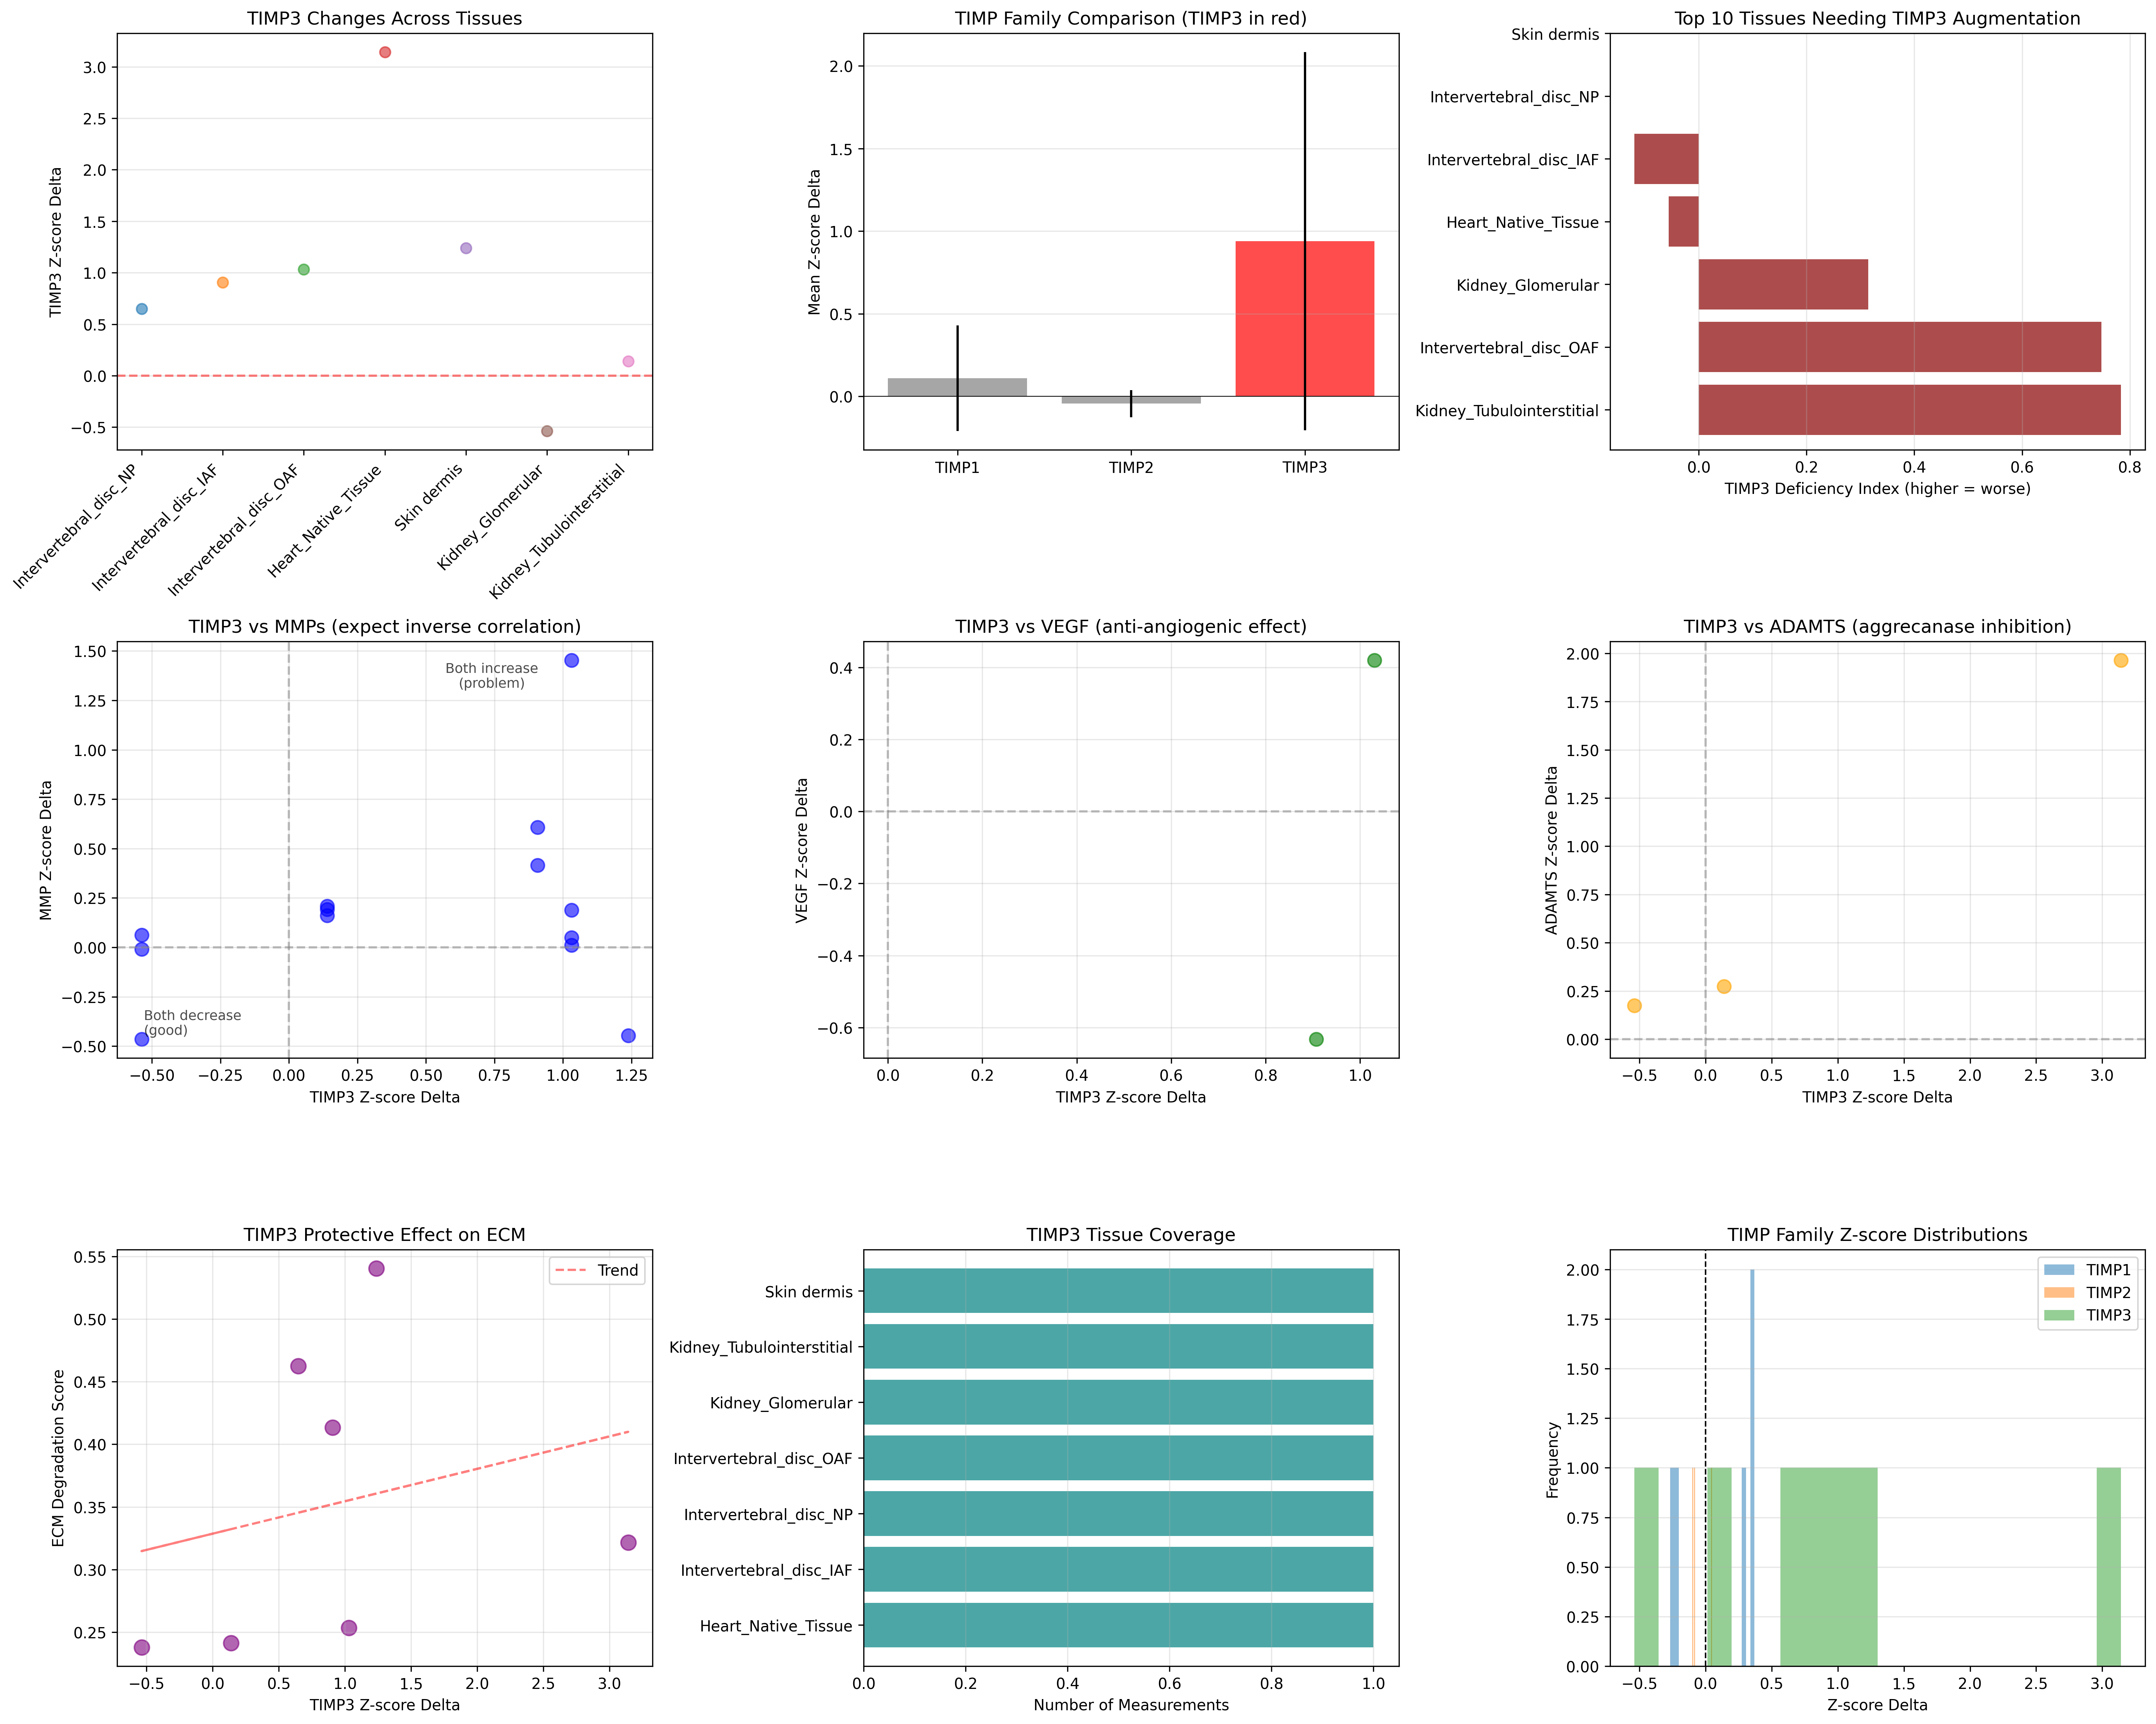 TIMP3 Changes Across Tissues
TIMP3 Z-score Delta
3.0
2.5
2.0
1.5
1.0
0.5
0.0
−0.5
Intervertebral_disc_NP
Intervertebral_disc_IAF
Intervertebral_disc_OAF
Heart_Native_Tissue
Skin dermis
Kidney_Glomerular
Kidney_Tubulointerstitial
TIMP Family Comparison (TIMP3 in red)
Mean Z-score Delta
2.0
1.5
1.0
0.5
0.0
TIMP1
TIMP2
TIMP3
Top 10 Tissues Needing TIMP3 Augmentation
Skin dermis
Intervertebral_disc_NP
Intervertebral_disc_IAF
Heart_Native_Tissue
Kidney_Glomerular
Intervertebral_disc_OAF
Kidney_Tubulointerstitial
0.0
0.2
0.4
0.6
0.8
TIMP3 Deficiency Index (higher = worse)
TIMP3 vs MMPs (expect inverse correlation)
MMP Z-score Delta
1.50
1.25
1.00
0.75
0.50
0.25
0.00
−0.25
−0.50
Both increase
(problem)
Both decrease
(good)
−0.50
−0.25
0.00
0.25
0.50
0.75
1.00
1.25
TIMP3 Z-score Delta
TIMP3 vs VEGF (anti-angiogenic effect)
VEGF Z-score Delta
0.4
0.2
0.0
−0.2
−0.4
−0.6
0.0
0.2
0.4
0.6
0.8
1.0
TIMP3 Z-score Delta
TIMP3 vs ADAMTS (aggrecanase inhibition)
ADAMTS Z-score Delta
2.00
1.75
1.50
1.25
1.00
0.75
0.50
0.25
0.00
−0.5
0.0
0.5
1.0
1.5
2.0
2.5
3.0
TIMP3 Z-score Delta
TIMP3 Protective Effect on ECM
ECM Degradation Score
0.55
0.50
0.45
0.40
0.35
0.30
0.25
Trend
−0.5
0.0
0.5
1.0
1.5
2.0
2.5
3.0
TIMP3 Z-score Delta
TIMP3 Tissue Coverage
Skin dermis
Kidney_Tubulointerstitial
Kidney_Glomerular
Intervertebral_disc_OAF
Intervertebral_disc_NP
Intervertebral_disc_IAF
Heart_Native_Tissue
0.0
0.2
0.4
0.6
0.8
1.0
Number of Measurements
TIMP Family Z-score Distributions
Frequency
2.00
1.75
1.50
1.25
1.00
0.75
0.50
0.25
0.00
TIMP1
TIMP2
TIMP3
−0.5
0.0
0.5
1.0
1.5
2.0
2.5
3.0
Z-score Delta